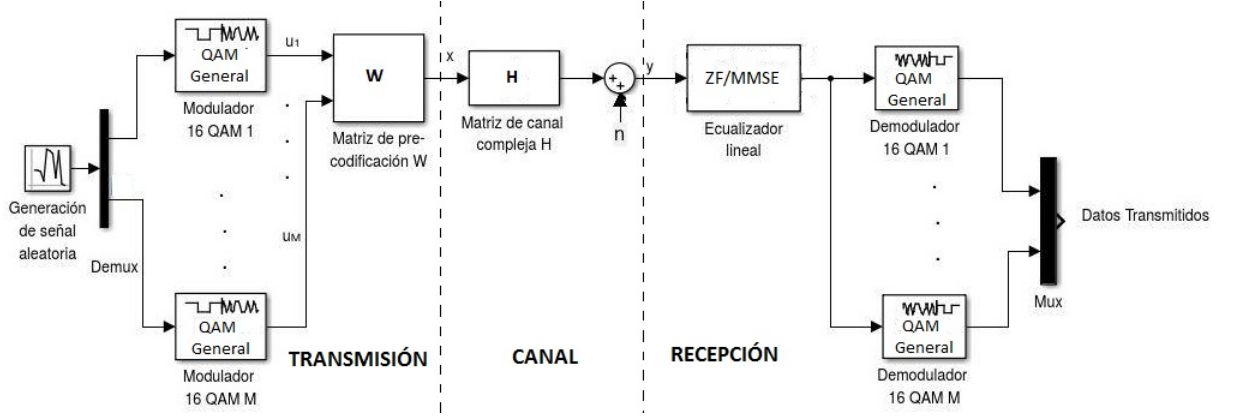 Generación
de señal
aleatoria
Demux
QAM
General
Modulador
16 QAM 1
.
.
.
QAM
General
Modulador
16 QAM M
u1
.
.
.
uM
W
Matriz de pre-
codificación W
TRANSMISIÓN
x
H
Matriz de canal
compleja H
+
+
n
CANAL
y
ZF/MMSE
Ecualizador
lineal
RECEPCIÓN
QAM
General
Demodulador
16 QAM 1
.
.
.
QAM
General
Demodulador
16 QAM M
Mux
Datos Transmitidos